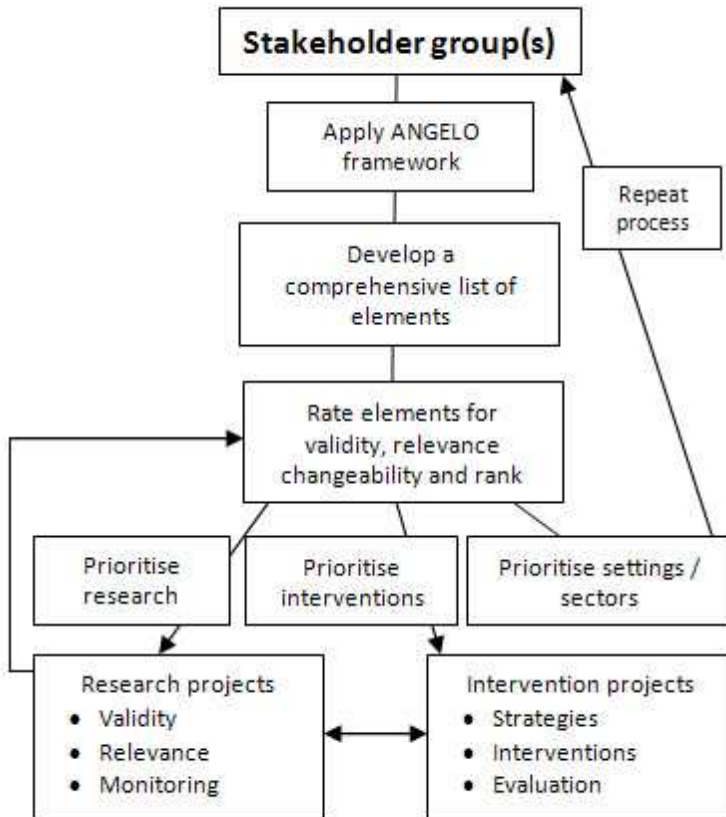 Stakeholder group(s)
Apply ANGELO
framework
Repeat
process
Develop a
comprehensive list of
elements
Rate elements for
validity, relevance
changeability and rank
Prioritise
research
Prioritise
interventions
Prioritise settings /
sectors
Research projects
• Validity
• Relevance
• Monitoring
Intervention projects
• Strategies
• Interventions
• Evaluation